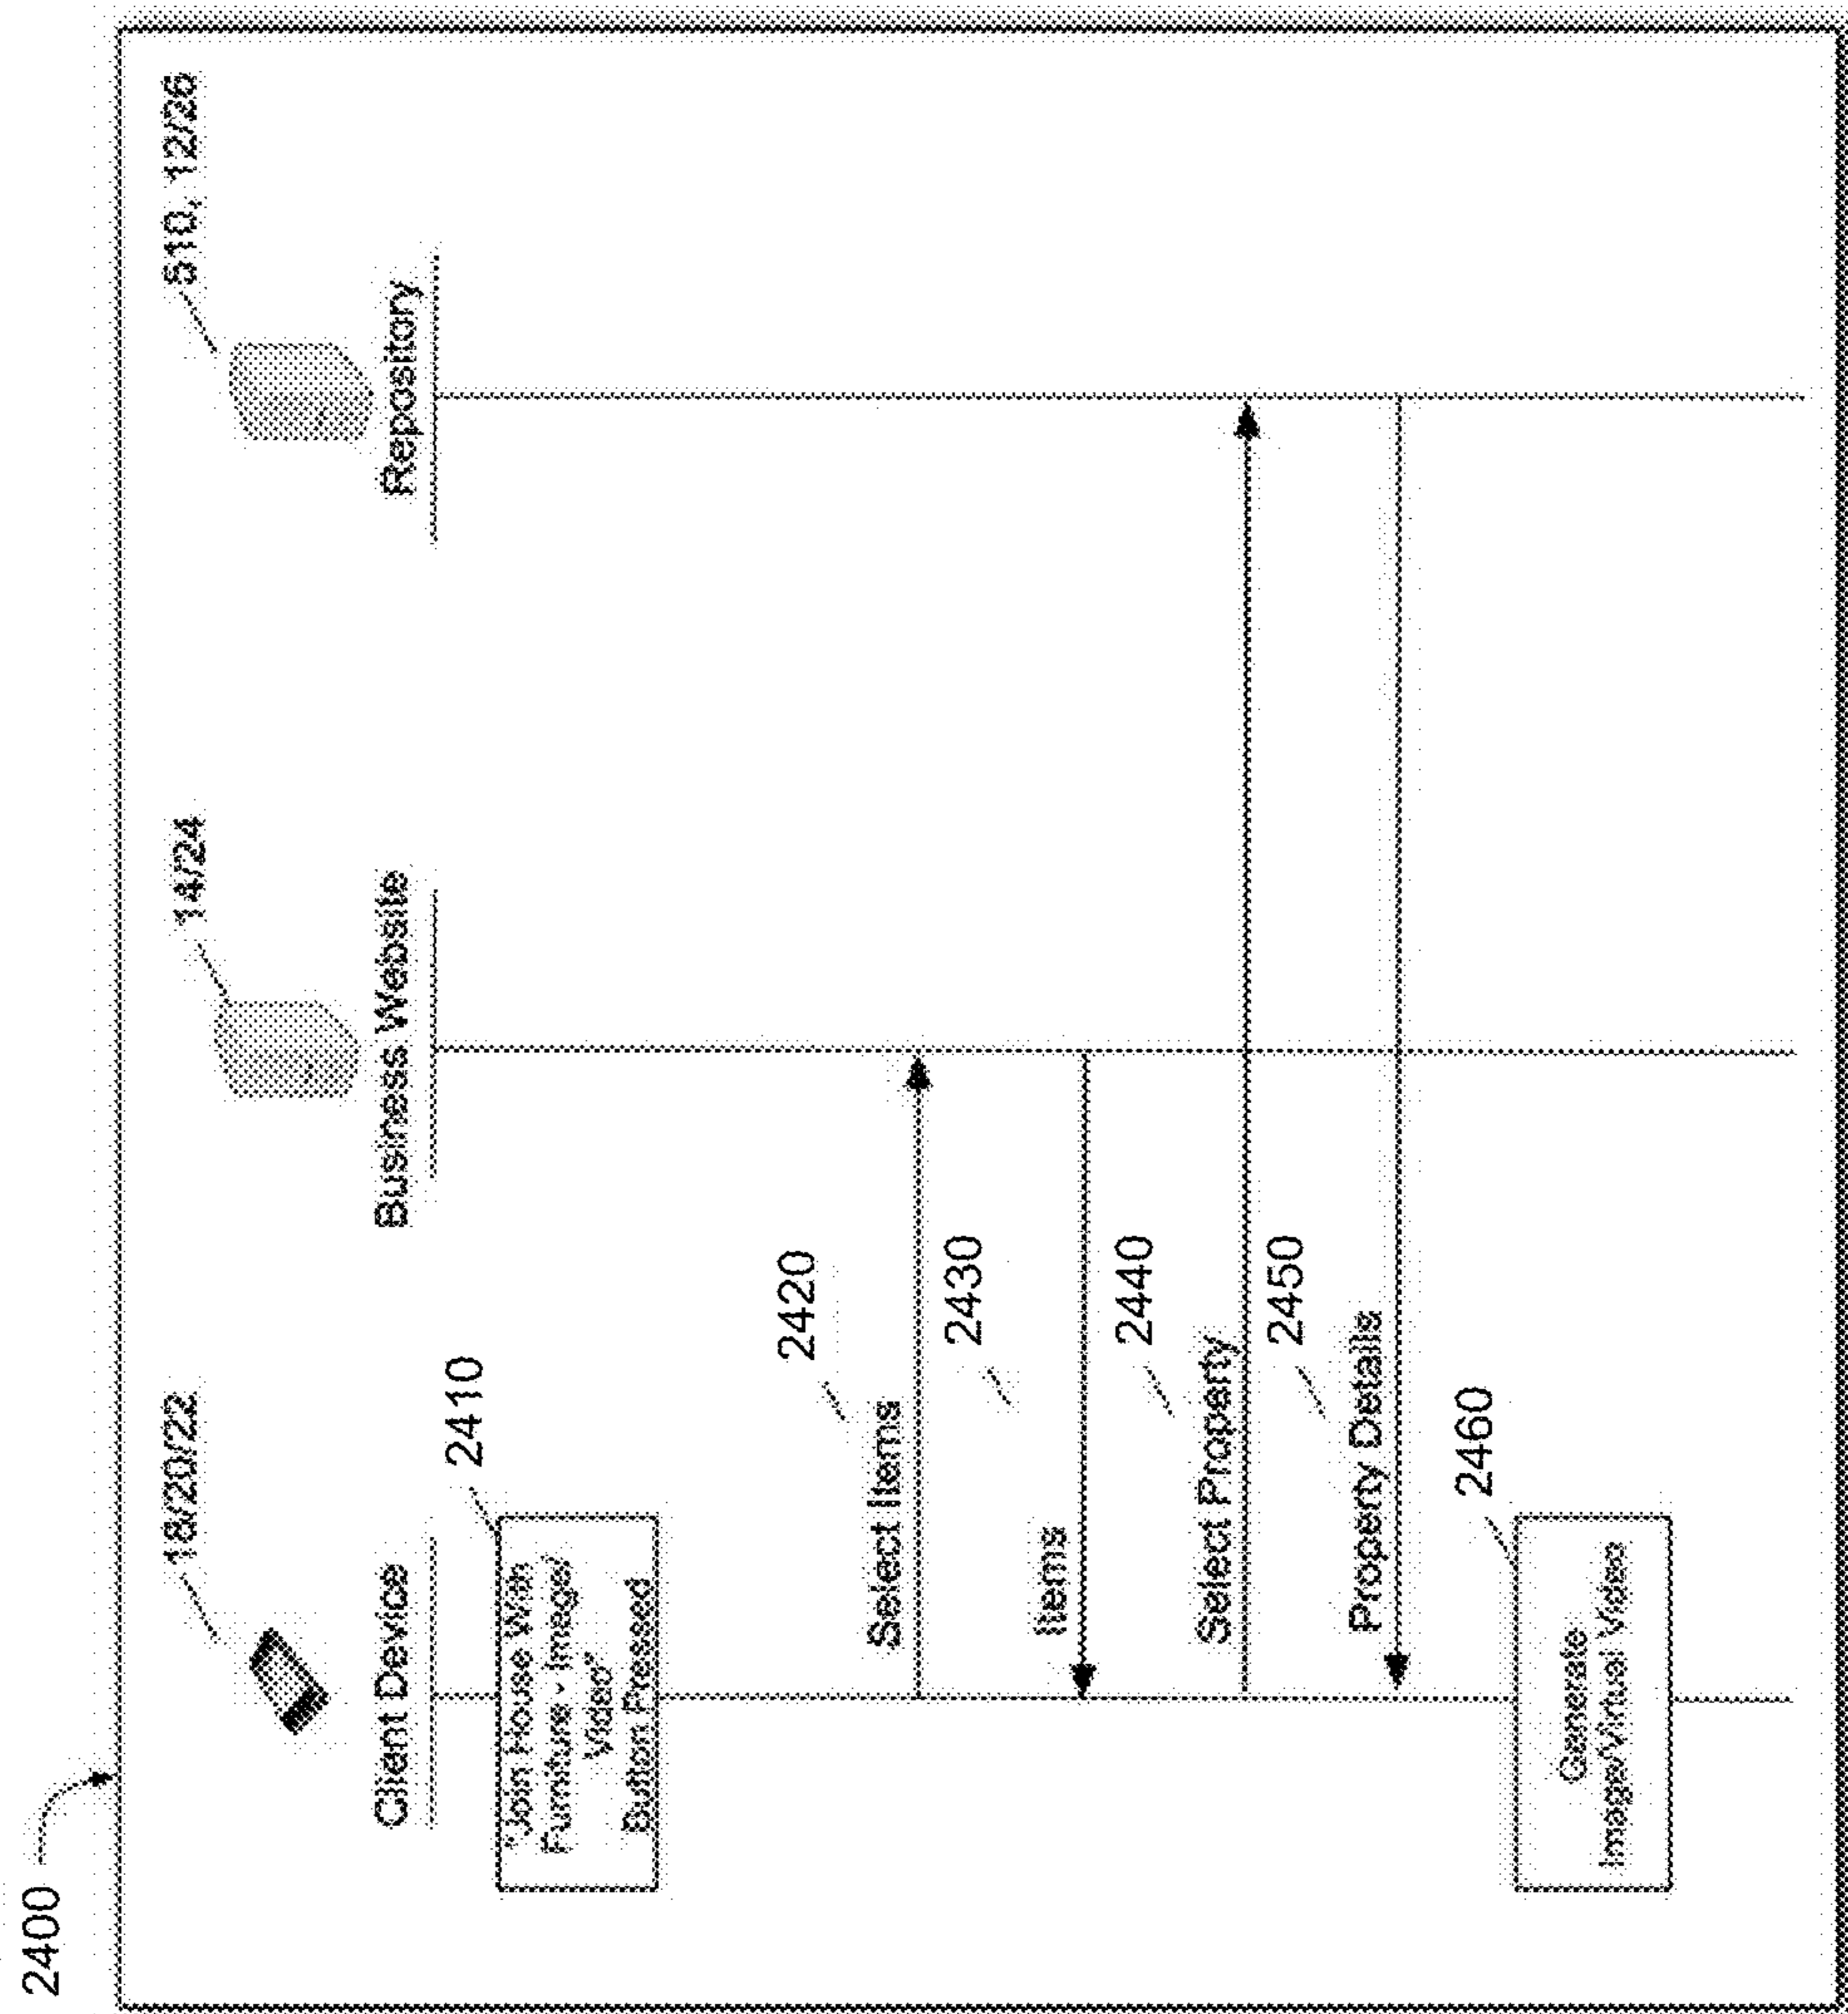 2400
18/20/22
14/24
510, 12/26
Client Device
Business Website
Repository
2410
"Join House With
Furniture - Image/
Video"
Button Pressed
2420
Select Items
2430
Items
2440
Select Property
2450
Property Details
2460
Generate
Image/Virtual Video